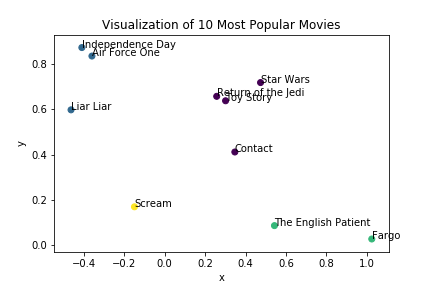 Visualization of 10 Most Popular Movies
Independence Day
Air Force One
Star Wars
Return of the Jedi
Toy Story
Liar Liar
Contact
Scream
The English Patient
Fargo
y
0.8
0.6
0.4
0.2
0.0
−0.4 −0.2 0.0 0.2 0.4 0.6 0.8 1.0
x